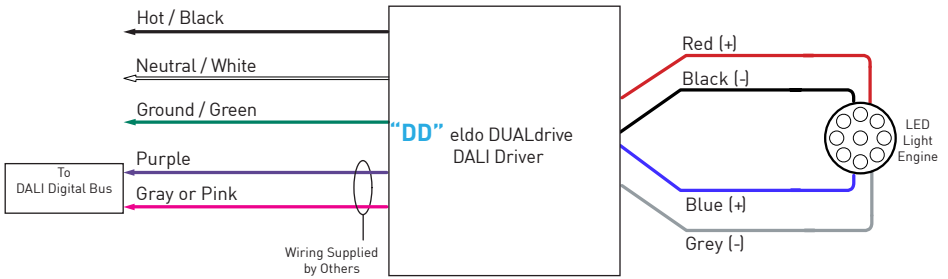 Hot / Black
Neutral / White
Ground / Green
Purple
Gray or Pink
To
DALI Digital Bus
Wiring Supplied
by Others
“DD” eldo DUALdrive
DALI Driver
Red (+)
Black (-)
Blue (+)
Grey (-)
LED
Light
Engine